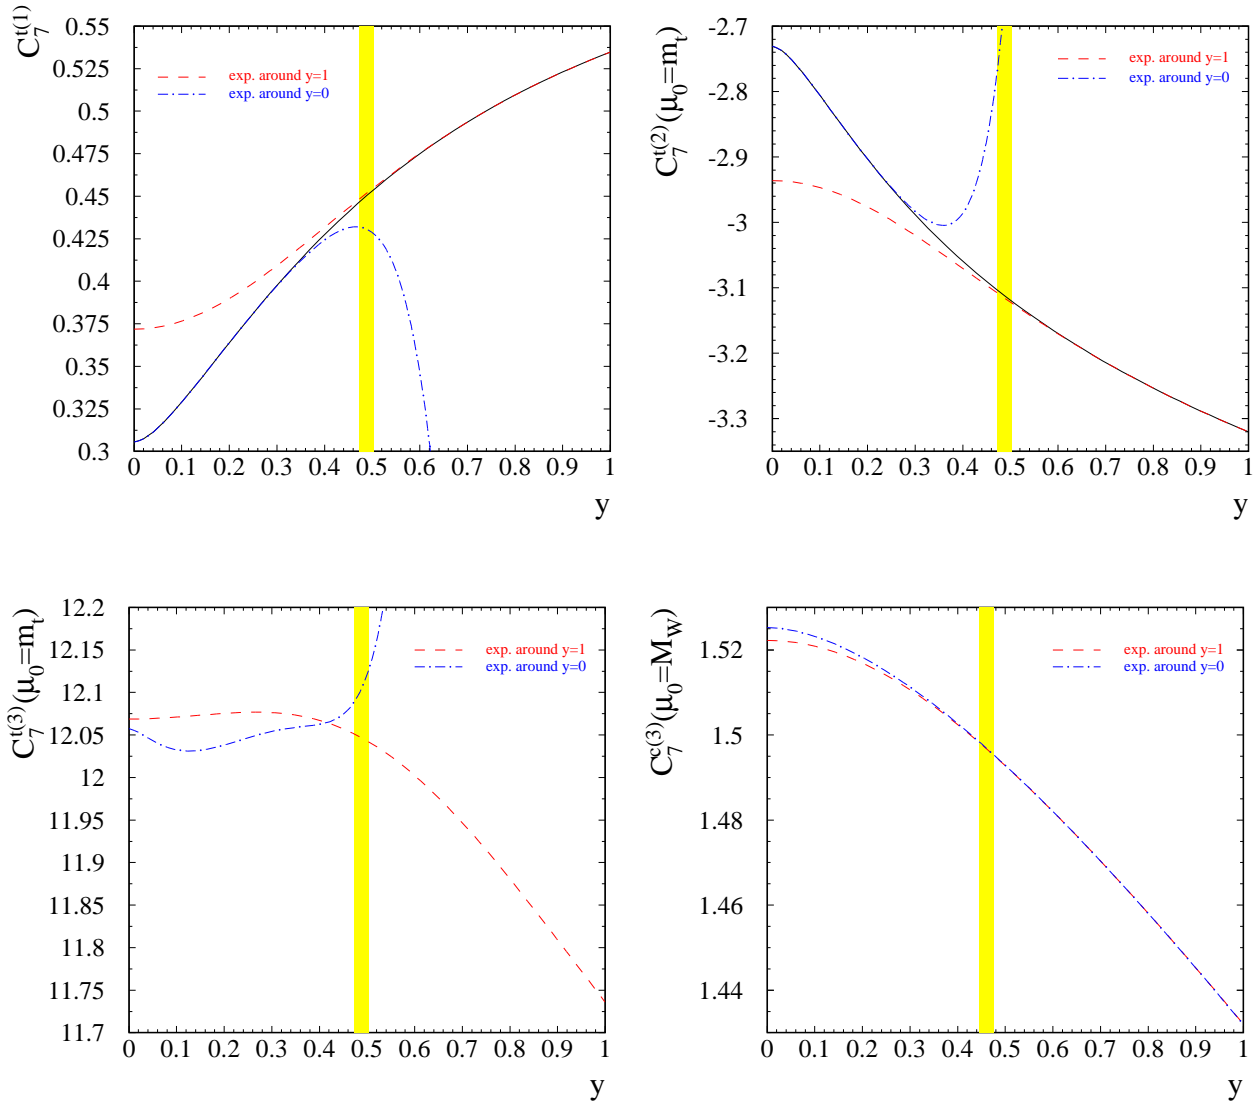 C7t(1)
0.55
0.525
0.5
0.475
0.45
0.425
0.4
0.375
0.35
0.325
0.3
exp. around y=1
exp. around y=0
0 0.1 0.2 0.3 0.4 0.5 0.6 0.7 0.8 0.9 1
y
C7t(2)(μ0=mt)
-2.7
-2.8
-2.9
-3
-3.1
-3.2
-3.3
exp. around y=1
exp. around y=0
0 0.1 0.2 0.3 0.4 0.5 0.6 0.7 0.8 0.9 1
y
C7t(3)(μ0=mt)
12.2
12.15
12.1
12.05
12
11.95
11.9
11.85
11.8
11.75
11.7
exp. around y=1
exp. around y=0
0 0.1 0.2 0.3 0.4 0.5 0.6 0.7 0.8 0.9 1
y
C7c(3)(μ0=MW)
1.52
1.5
1.48
1.46
1.44
exp. around y=1
exp. around y=0
0 0.1 0.2 0.3 0.4 0.5 0.6 0.7 0.8 0.9 1
y